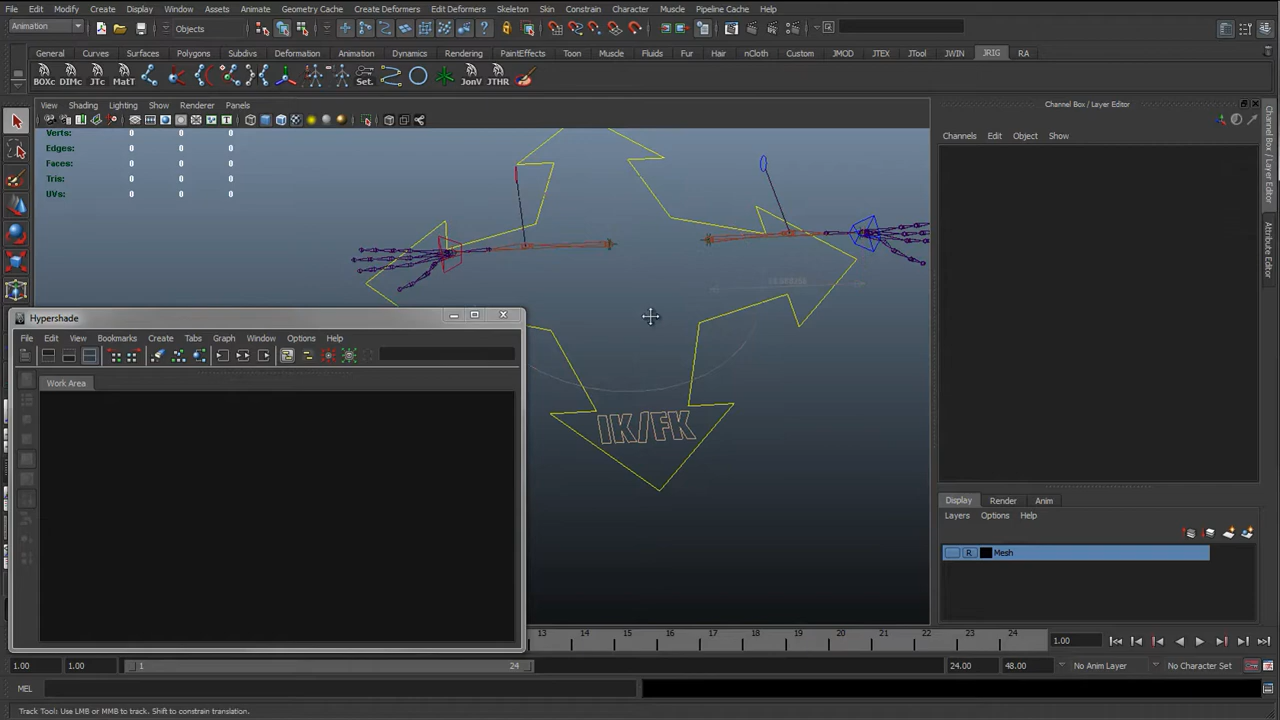 File Edit Modify Create Display Window Assets Animate Geometry Cache Create Deformers Edit Deformers Skeleton Skin Constrain Character Muscle Pipeline Cache Help
Animation Objects
General Curves Surfaces Polygons Subdivs Deformation Animation Dynamics Rendering PaintEffects Toon Muscle Fluids Fur Hair nCloth Custom JMOD JTEX JTool JWIN JRIG RA
BOXc DIMc JTc MatT Set. JonV JTHR
View Shading Lighting Show Renderer Panels
Channel Box / Layer Editor
Channels Edit Object Show
Verts: 0 0 0
Edges: 0 0 0
Faces: 0 0 0
Tris: 0 0 0
UVs: 0 0 0
IK/FK
Hypershade
File Edit View Bookmarks Create Tabs Graph Window Options Help
Work Area
Channel Box / Layer Editor
Attribute Editor
Display Render Anim
Layers Options Help
R Mesh
13 14 15 16 17 18 19 20 21 22 23 24
1.00
1.00 1.00 1 24 24.00 48.00 No Anim Layer No Character Set
MEL
Track Tool: Use LMB or MMB to track. Shift to constrain translation.